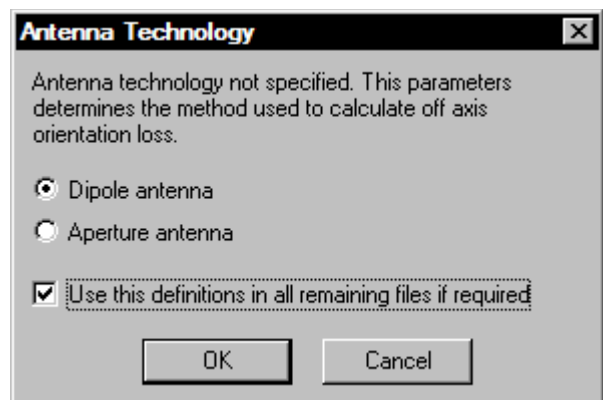 Antenna Technology
Antenna technology not specified. This parameters
determines the method used to calculate off axis
orientation loss.
Dipole antenna
Aperture antenna
Use this definitions in all remaining files if required
OK
Cancel